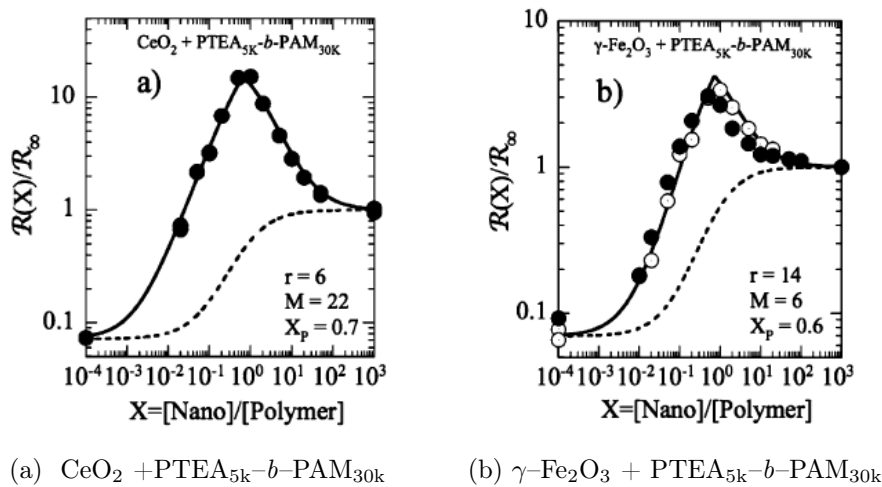 CeO₂ + PTEA₅ₖ-b-PAM₃₀ₖ
a)
10
1
0.1
R(X)/R∞
r = 6
M = 22
X_P = 0.7
10⁻⁴ 10⁻³ 10⁻² 10⁻¹ 10⁰ 10¹ 10² 10³
X=[Nano]/[Polymer]
γ-Fe₂O₃ + PTEA₅ₖ-b-PAM₃₀ₖ
b)
10
1
0.1
R(X)/R∞
r = 14
M = 6
X_P = 0.6
10⁻⁴ 10⁻³ 10⁻² 10⁻¹ 10⁰ 10¹ 10² 10³
X=[Nano]/[Polymer]
(a) CeO₂ +PTEA₅ₖ–b–PAM₃₀ₖ
(b) γ–Fe₂O₃ + PTEA₅ₖ–b–PAM₃₀ₖ